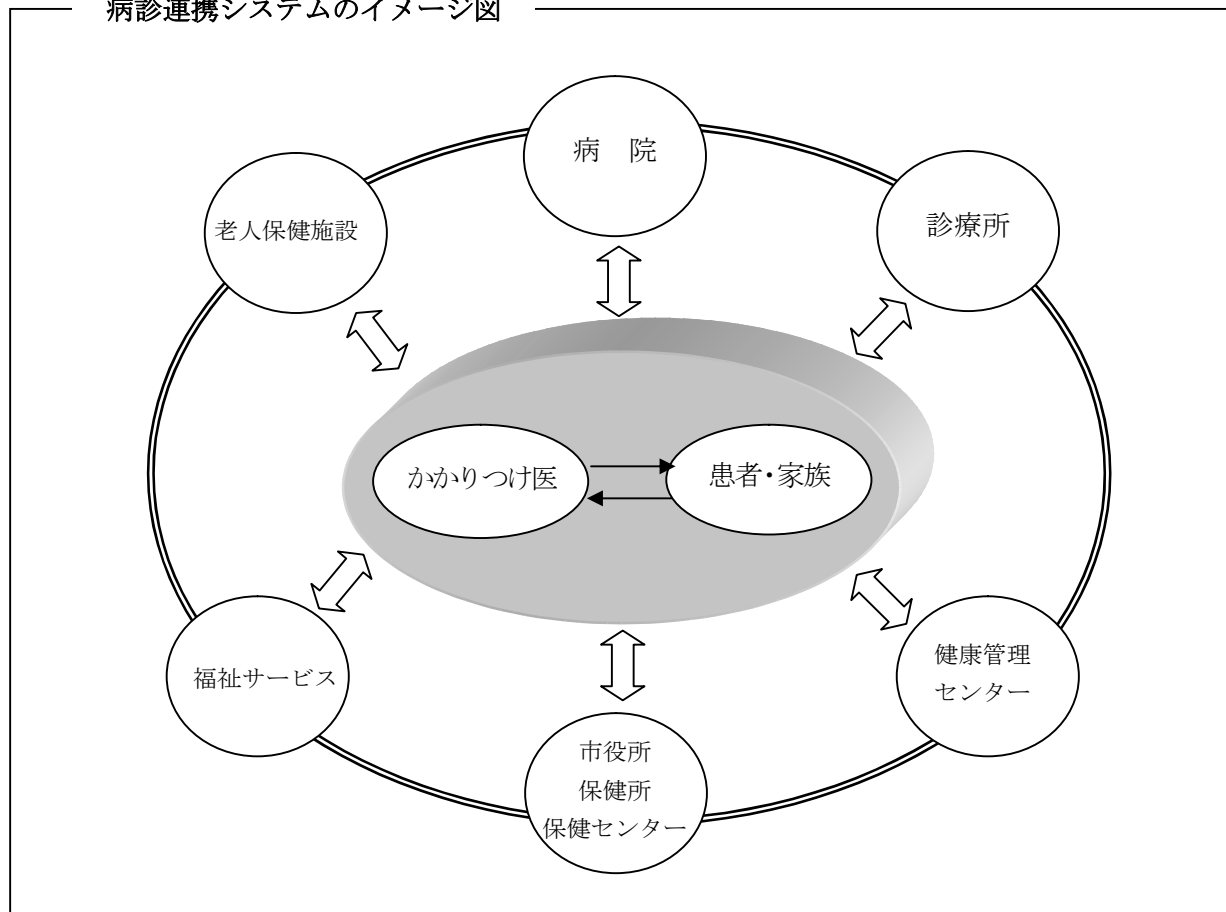 病診連携システムのイメージ図
病　院
老人保健施設
診療所
かかりつけ医
患者・家族
福祉サービス
健康管理
センター
市役所
保健所
保健センター